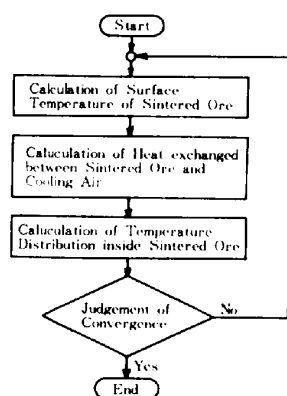 Start
Calculation of Surface
Temperature of Sintered Ore
Caluculation of Heat exchanged
between Sintered Ore and
Cooling Air
Caluculation of Temperature
Distribution inside Sintered Ore
Judgement of
Convergence
No
Yes
End